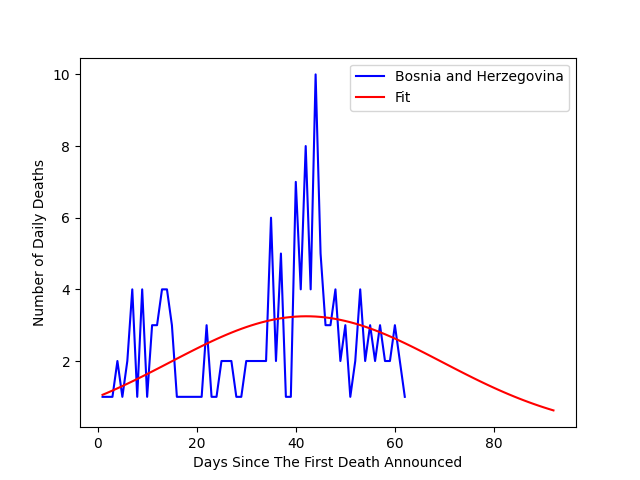 Bosnia and Herzegovina
Fit
10
8
6
4
2
Number of Daily Deaths
0
20
40
60
80
Days Since The First Death Announced